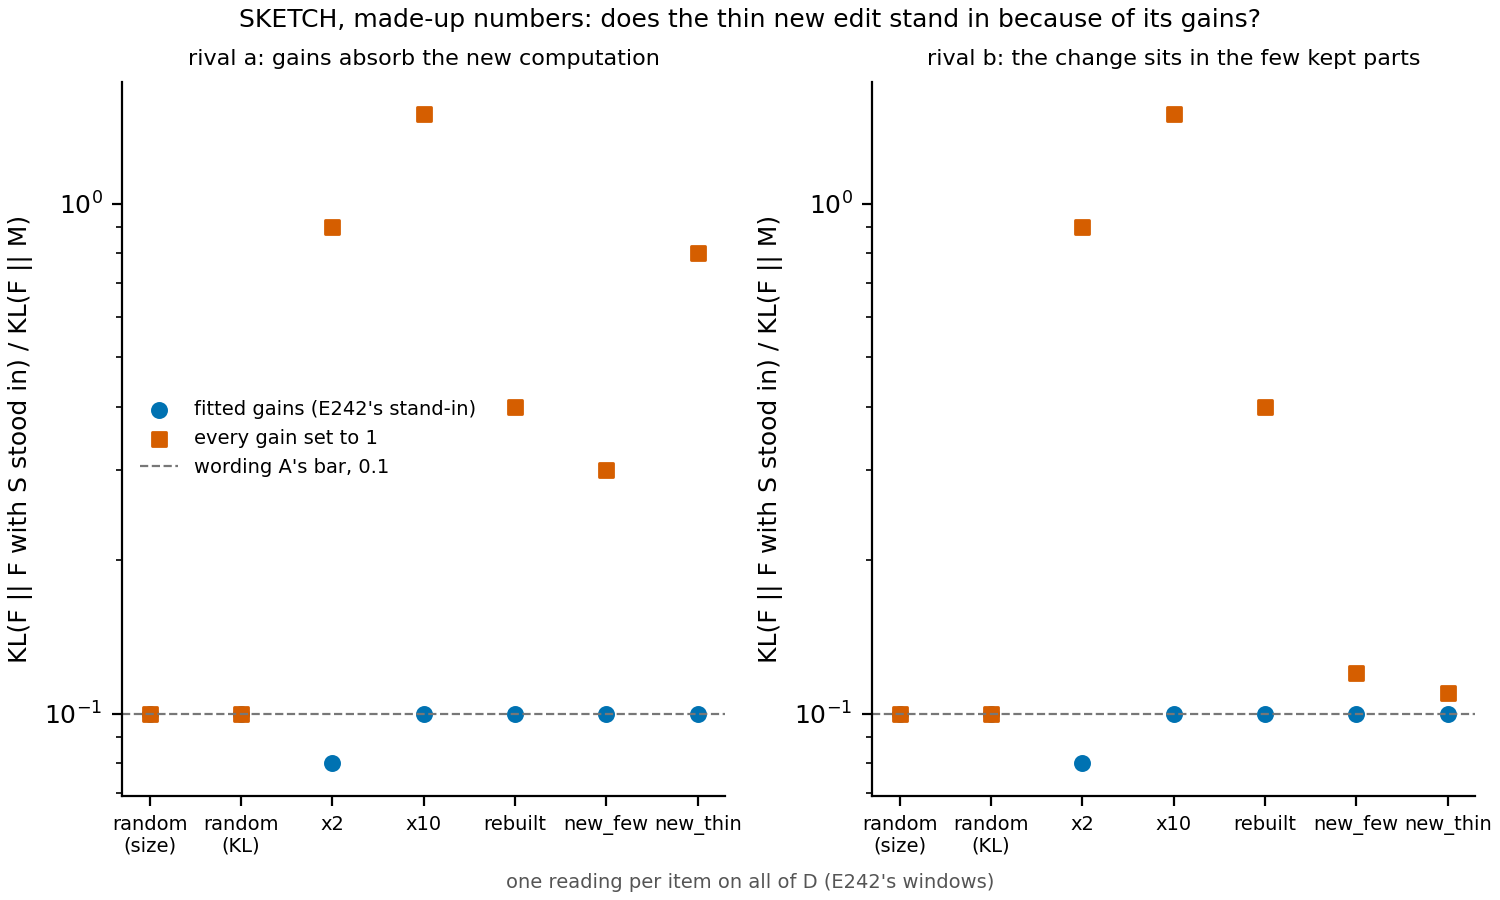 SKETCH, made-up numbers: does the thin new edit stand in because of its gains?
rival a: gains absorb the new computation
KL(F || F with S stood in) / KL(F || M)
10⁰
10⁻¹
fitted gains (E242's stand-in)
every gain set to 1
wording A's bar, 0.1
random
(size)
random
(KL)
x2
x10
rebuilt
new_few
new_thin
rival b: the change sits in the few kept parts
KL(F || F with S stood in) / KL(F || M)
10⁰
10⁻¹
random
(size)
random
(KL)
x2
x10
rebuilt
new_few
new_thin
one reading per item on all of D (E242's windows)